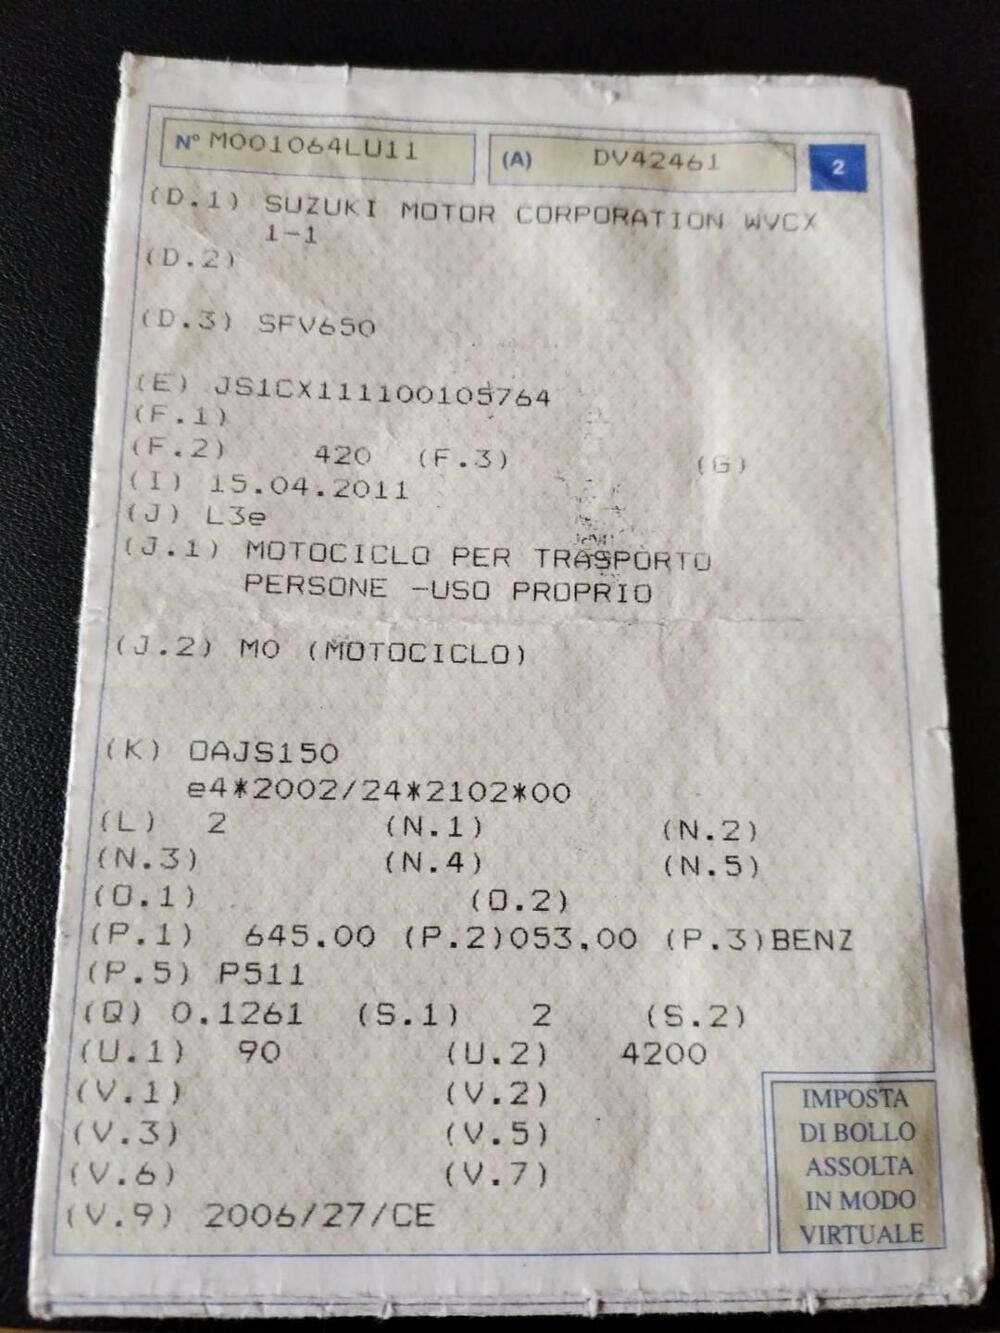 N° M001064LU11 (A) DV42461 2
(D.1) SUZUKI MOTOR CORPORATION WVCX
1-1
(D.2)
(D.3) SFV650
(E) JS1CX111100105764
(F.1)
(F.2) 420 (F.3) (G)
(I) 15.04.2011
(J) L3e
(J.1) MOTOCICLO PER TRASPORTO
PERSONE -USO PROPRIO
(J.2) MO (MOTOCICLO)
(K) OAJS150
e4*2002/24*2102*00
(L) 2 (N.1) (N.2)
(N.3) (N.4) (N.5)
(O.1) (O.2)
(P.1) 645.00 (P.2)053,00 (P.3)BENZ
(P.5) P511
(Q) 0.1261 (S.1) 2 (S.2)
(U.1) 90 (U.2) 4200
(V.1) (V.2)
(V.3) (V.5)
(V.6) (V.7)
(V.9) 2006/27/CE
IMPOSTA
DI BOLLO
ASSOLTA
IN MODO
VIRTUALE